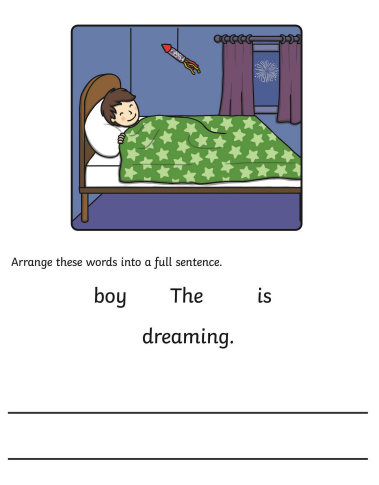 Arrange these words into a full sentence.
boy The is
dreaming.